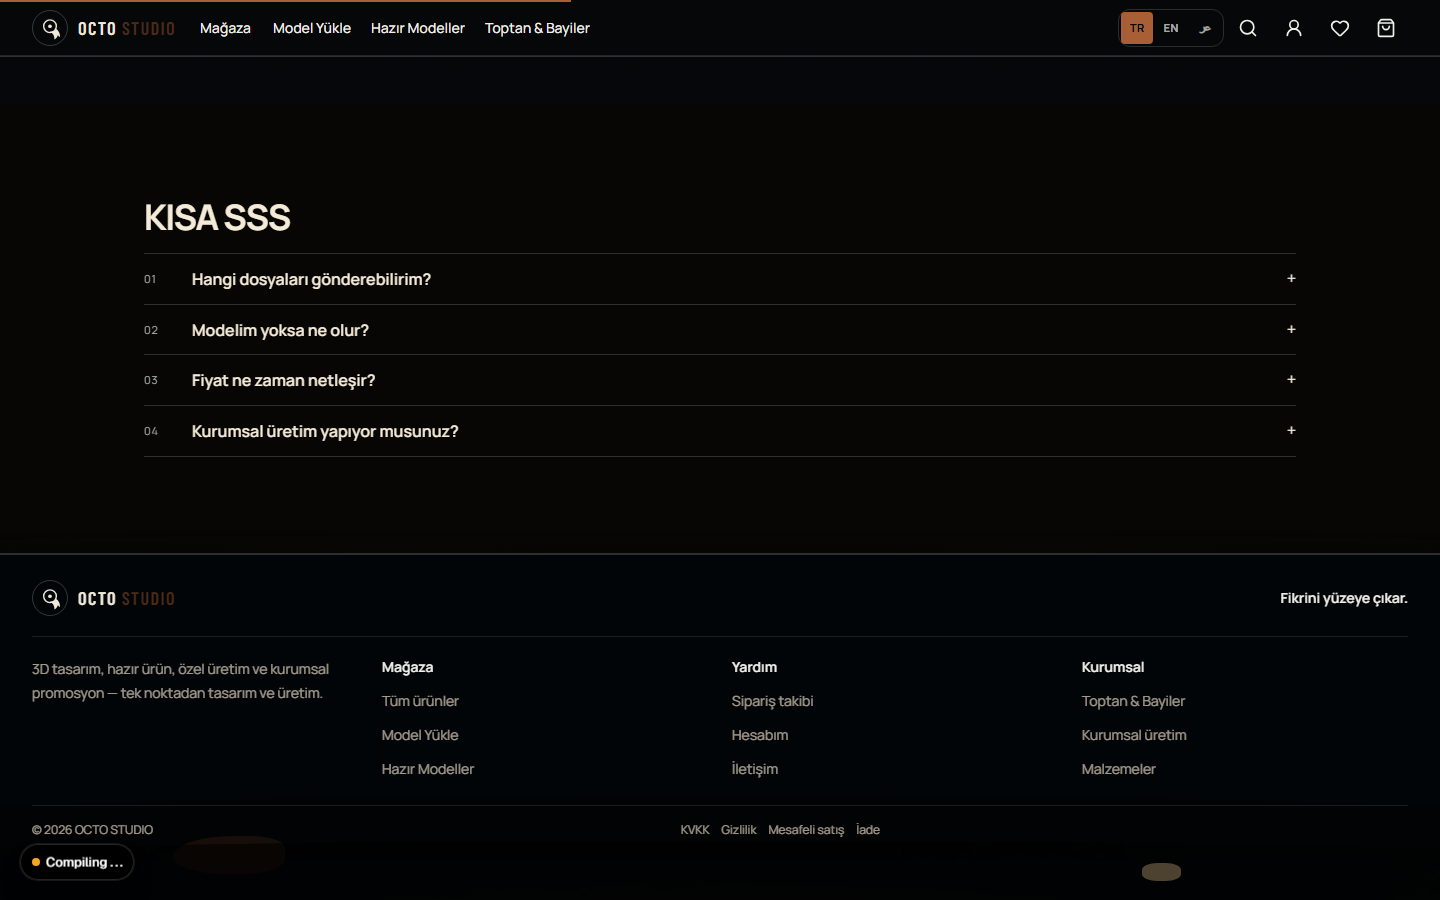 OCTO STUDIO
Mağaza
Model Yükle
Hazır Modeller
Toptan & Bayiler
TR
EN
KISA SSS
01 Hangi dosyaları gönderebilirim? +
02 Modelim yoksa ne olur? +
03 Fiyat ne zaman netleşir? +
04 Kurumsal üretim yapıyor musunuz? +
OCTO STUDIO
Fikrini yüzeye çıkar.
3D tasarım, hazır ürün, özel üretim ve kurumsal
promosyon — tek noktadan tasarım ve üretim.
Mağaza
Tüm ürünler
Model Yükle
Hazır Modeller
Yardım
Sipariş takibi
Hesabım
İletişim
Kurumsal
Toptan & Bayiler
Kurumsal üretim
Malzemeler
© 2026 OCTO STUDIO
KVKK Gizlilik Mesafeli satış İade
Compiling ...